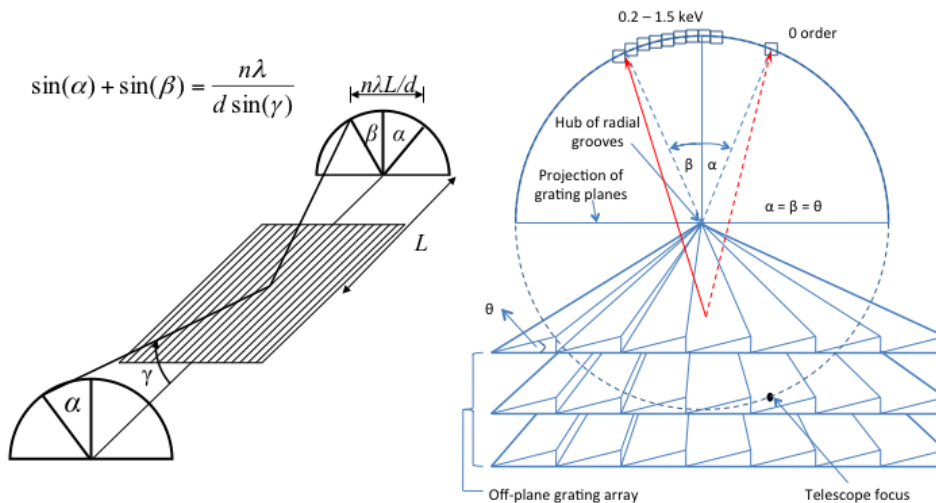 sin(α) + sin(β) = nλ / d sin(γ)
nλL/d
β α
L
γ
α
0.2 – 1.5 keV
0 order
Hub of radial
grooves
β α
Projection of
grating planes
α = β = θ
θ
Off-plane grating array
Telescope focus